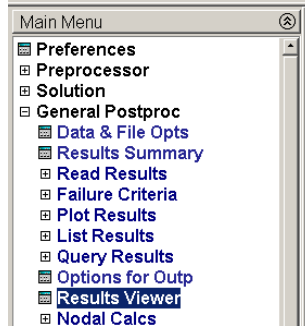 Main Menu
Preferences
Preprocessor
Solution
General Postproc
Data & File Opts
Results Summary
Read Results
Failure Criteria
Plot Results
List Results
Query Results
Options for Outp
Results Viewer
Nodal Calcs